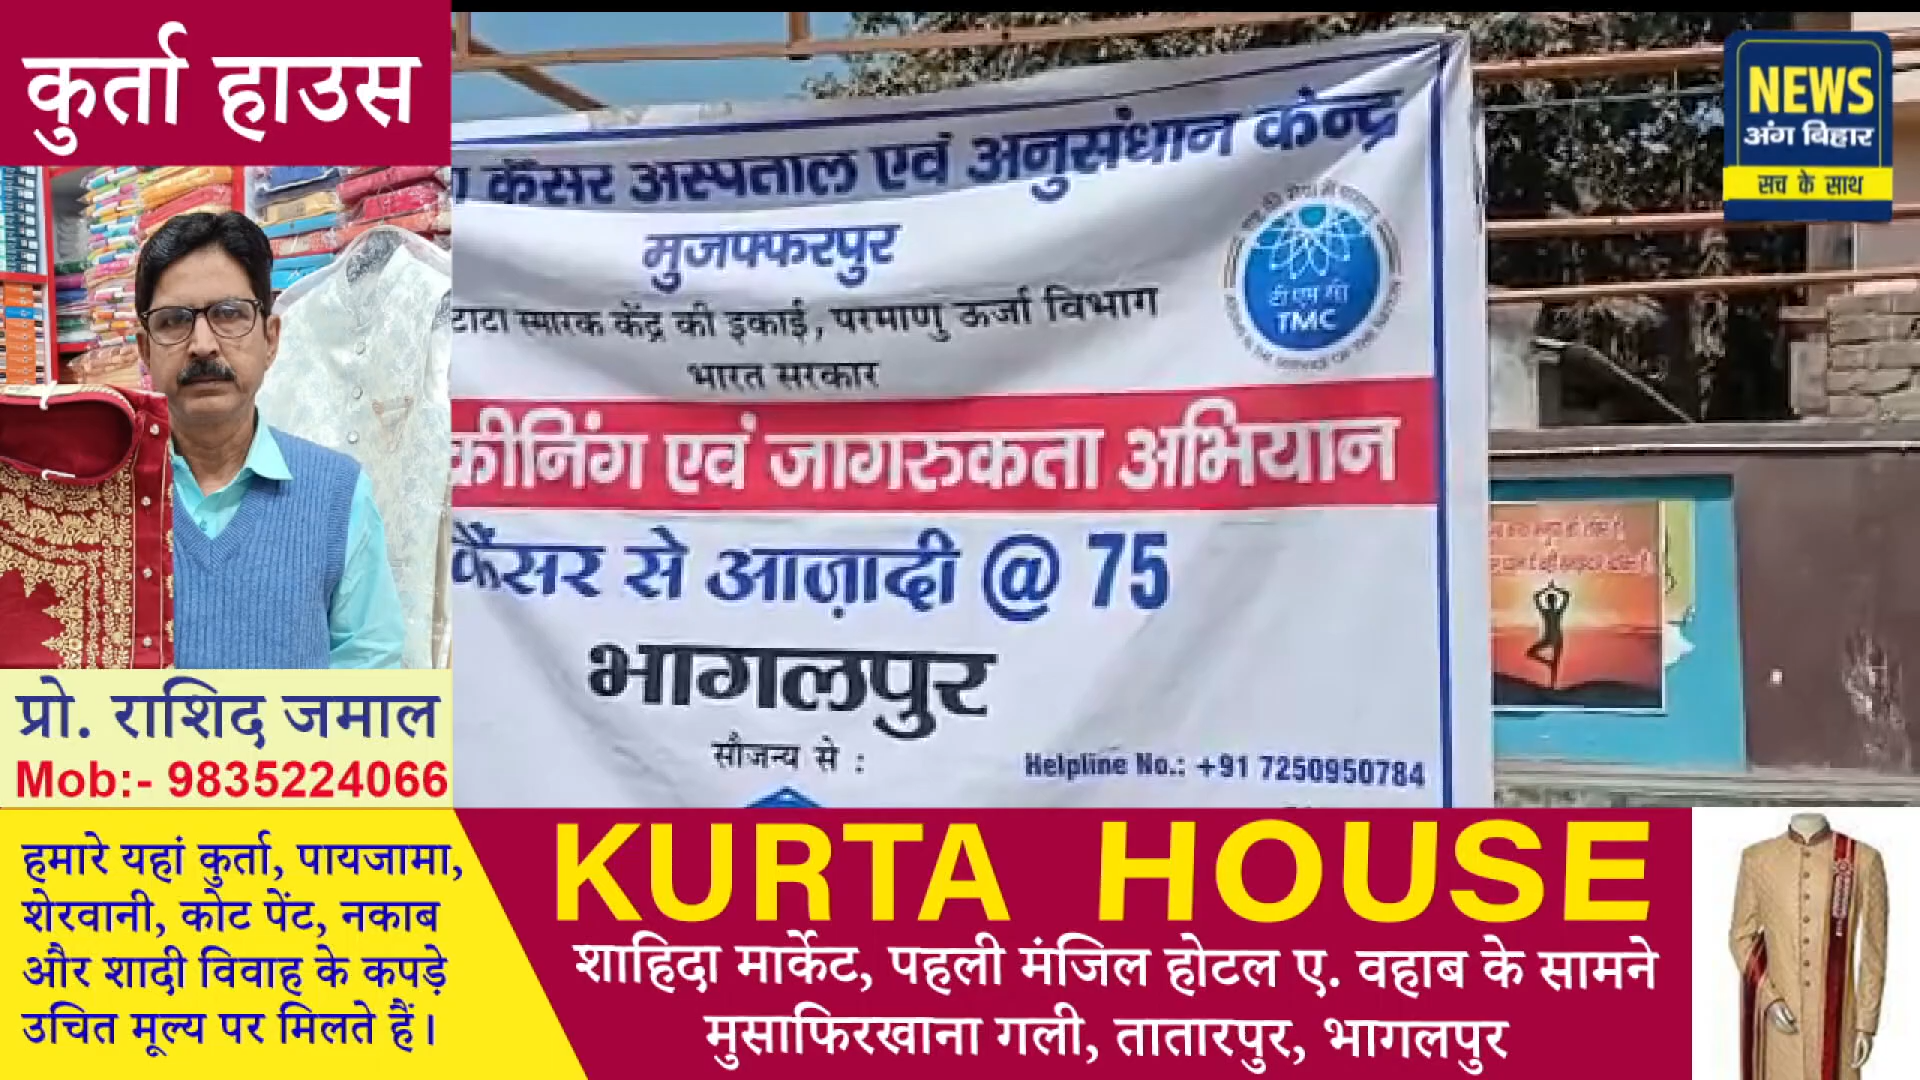 कुर्ता हाउस
प्रो. राशिद जमाल
Mob:- 9835224066
कैंसर अस्पताल एवं अनुसंधान केन्द्र
मुजफ्फरपुर
टाटा स्मारक केंद्र की इकाई, परमाणु ऊर्जा विभाग
भारत सरकार
टी एम सी
TMC
क्रीनिंग एवं जागरुकता अभियान
कैंसर से आज़ादी @ 75
भागलपुर
सौजन्य से :
Helpline No.: +91 7250950784
NEWS
अंग बिहार
सच के साथ
हमारे यहां कुर्ता, पायजामा,
शेरवानी, कोट पेंट, नकाब
और शादी विवाह के कपड़े
उचित मूल्य पर मिलते हैं।
KURTA HOUSE
शाहिदा मार्केट, पहली मंजिल होटल ए. वहाब के सामने
मुसाफिरखाना गली, तातारपुर, भागलपुर